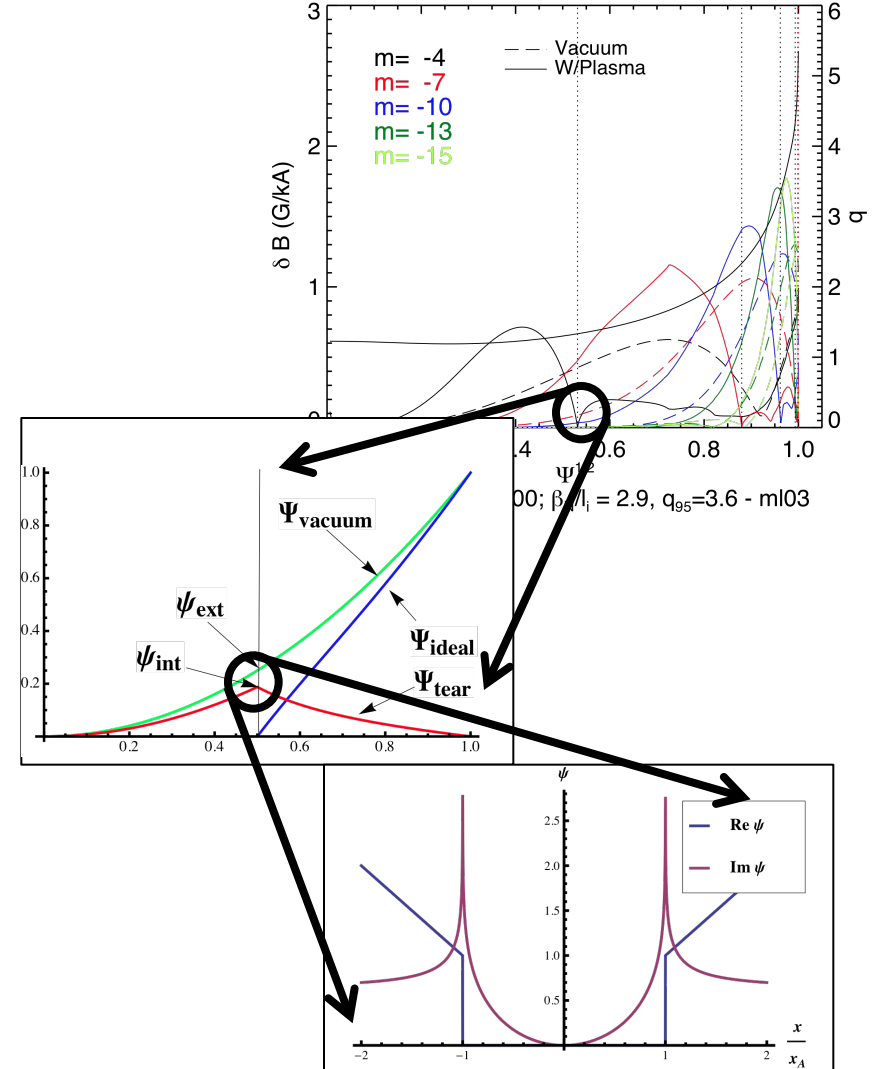 3
6
m= -4
m= -7
m= -10
m= -13
m= -15
Vacuum
W/Plasma
5
2
4
δ B (G/kA)
3
q
1
2
1
0
0
.4
0.6
0.8
1.0
00; β /lᵢ = 2.9, q₉₅=3.6 - ml03
1.0
Ψvacuum
0.6
ψext
0.4
Ψideal
ψint
Ψtear
0.2
0.2
0.4
0.6
0.8
1.0
ψ
2.5
Re ψ
2.0
Im ψ
1.5
1.0
0.5
x
xA
−2
−1
1
2